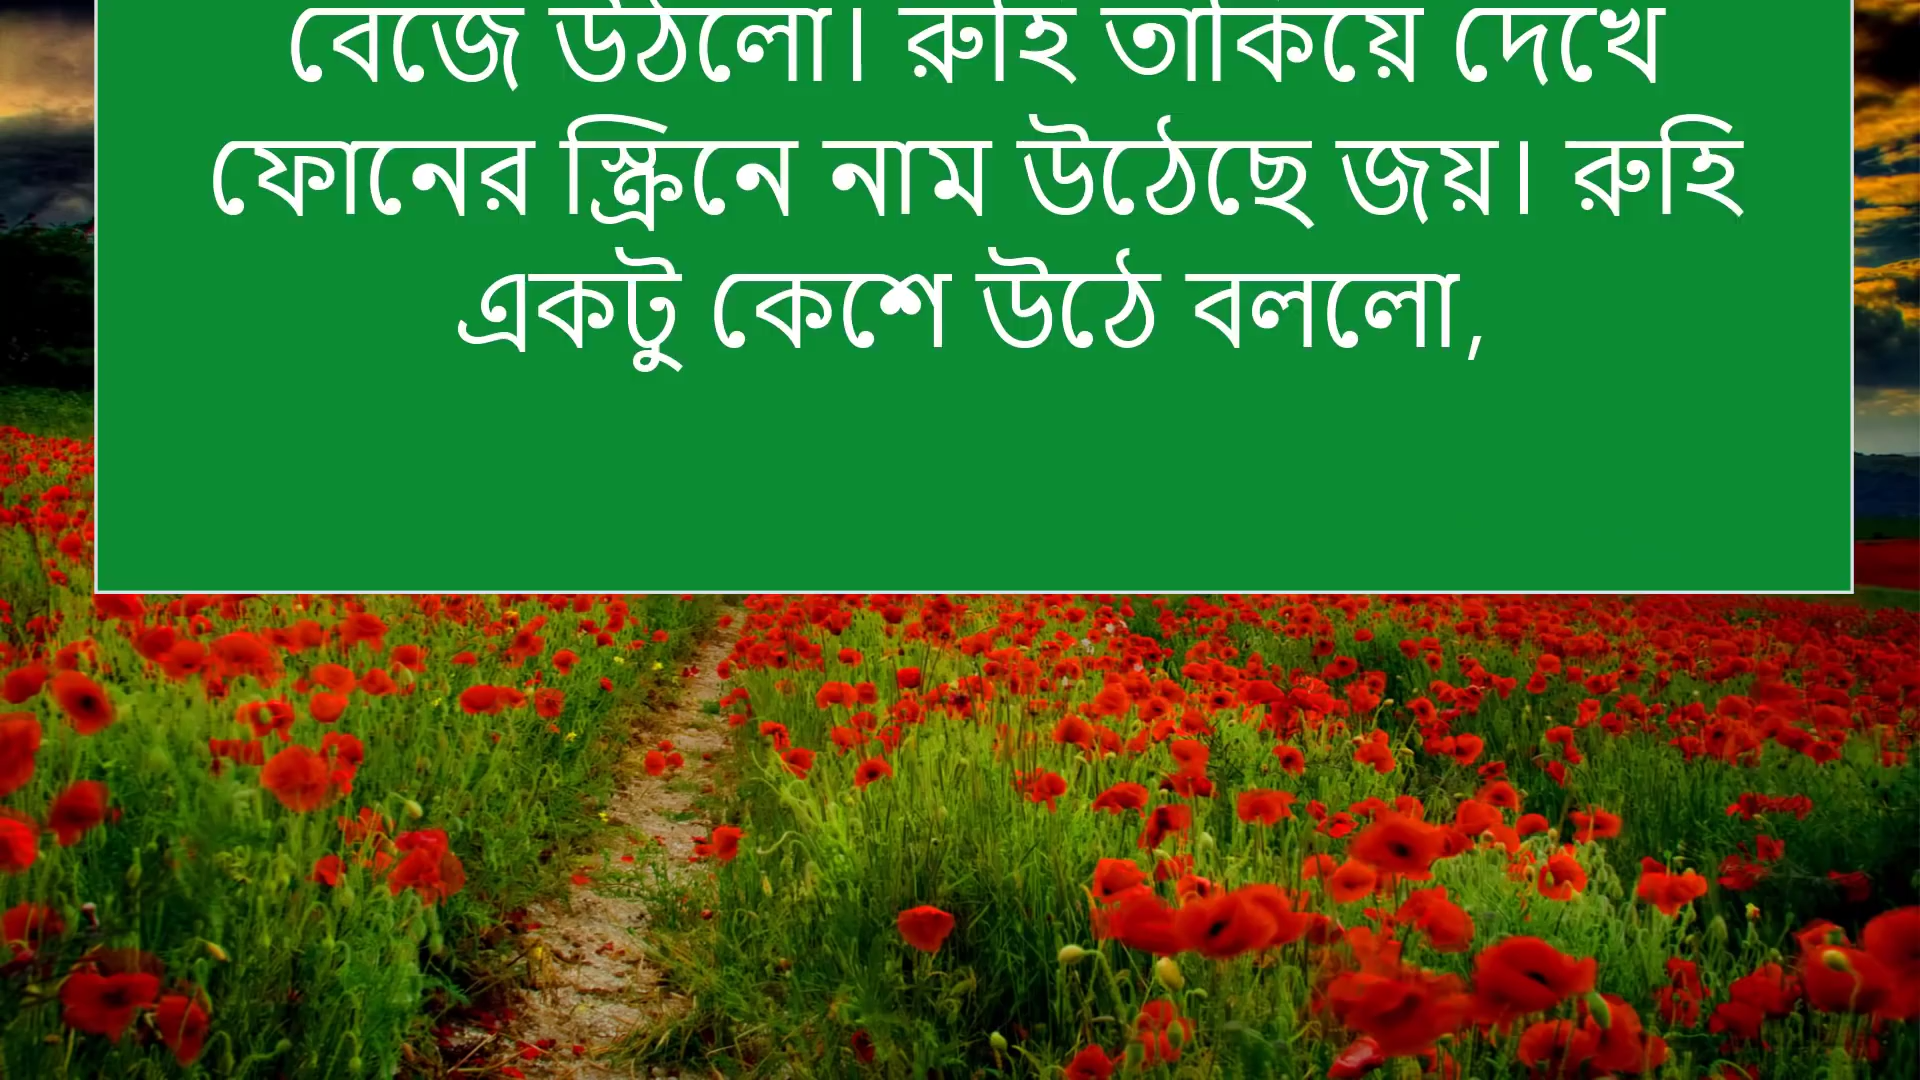 বেজে উঠলো। রুহি তাকিয়ে দেখে
ফোনের স্ক্রিনে নাম উঠেছে জয়। রুহি
একটু কেশে উঠে বললো,